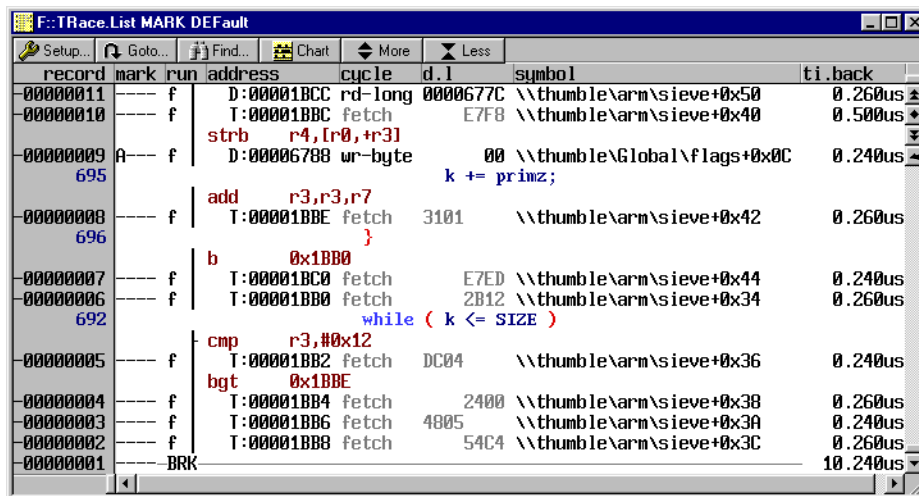 F::TRace.List MARK DEFault
Setup... Goto... Find... Chart More Less
record mark run address cycle d.l symbol ti.back
-00000011 ---- f D:00001BCC rd-long 0000677C \\thumble\arm\sieve+0x50 0.260us
-00000010 ---- f T:00001BBC fetch E7F8 \\thumble\arm\sieve+0x40 0.500us
strb r4,[r0,+r3]
-00000009 A--- f D:00006788 wr-byte 00 \\thumble\Global\flags+0x0C 0.240us
695 k += primz;
add r3,r3,r7
-00000008 ---- f T:00001BBE fetch 3101 \\thumble\arm\sieve+0x42 0.260us
696 }
b 0x1BB0
-00000007 ---- f T:00001BC0 fetch E7ED \\thumble\arm\sieve+0x44 0.240us
-00000006 ---- f T:00001BB0 fetch 2B12 \\thumble\arm\sieve+0x34 0.260us
692 while ( k <= SIZE )
cmp r3,#0x12
-00000005 ---- f T:00001BB2 fetch DC04 \\thumble\arm\sieve+0x36 0.240us
bgt 0x1BBE
-00000004 ---- f T:00001BB4 fetch 2400 \\thumble\arm\sieve+0x38 0.260us
-00000003 ---- f T:00001BB6 fetch 4805 \\thumble\arm\sieve+0x3A 0.240us
-00000002 ---- f T:00001BB8 fetch 54C4 \\thumble\arm\sieve+0x3C 0.260us
-00000001 ---- BRK 10.240us